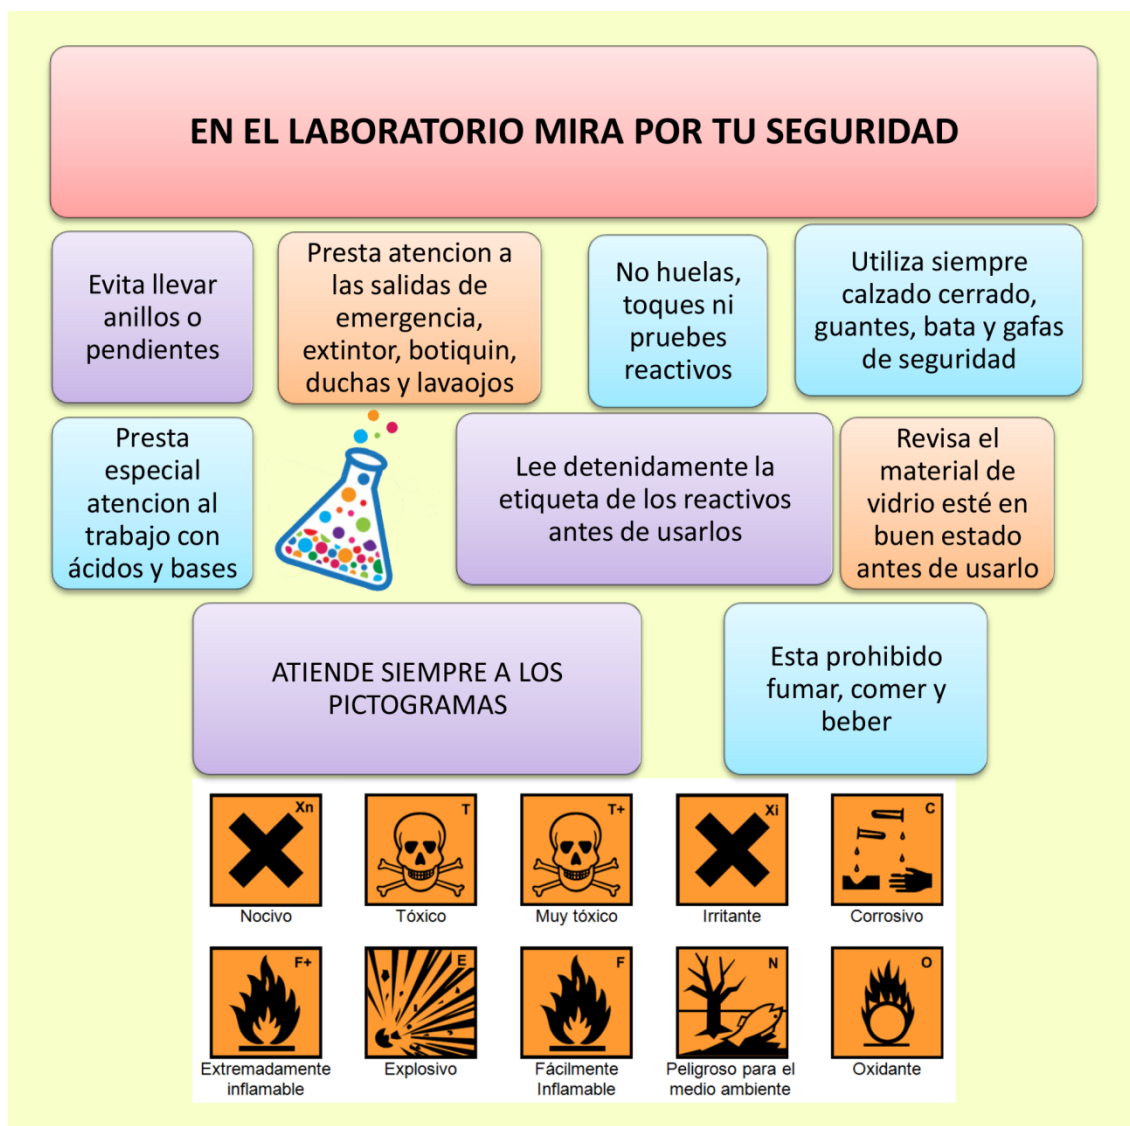 EN EL LABORATORIO MIRA POR TU SEGURIDAD
Evita llevar
anillos o
pendientes
Presta atencion a
las salidas de
emergencia,
extintor, botiquin,
duchas y lavaojos
No huelas,
toques ni
pruebes
reactivos
Utiliza siempre
calzado cerrado,
guantes, bata y gafas
de seguridad
Presta
especial
atencion al
trabajo con
ácidos y bases
Lee detenidamente la
etiqueta de los reactivos
antes de usarlos
Revisa el
material de
vidrio esté en
buen estado
antes de usarlo
ATIENDE SIEMPRE A LOS
PICTOGRAMAS
Esta prohibido
fumar, comer y
beber
Xn
Nocivo
T
Tóxico
T+
Muy tóxico
Xi
Irritante
C
Corrosivo
F+
Extremadamente
inflamable
E
Explosivo
F
Fácilmente
Inflamable
N
Peligroso para el
medio ambiente
O
Oxidante